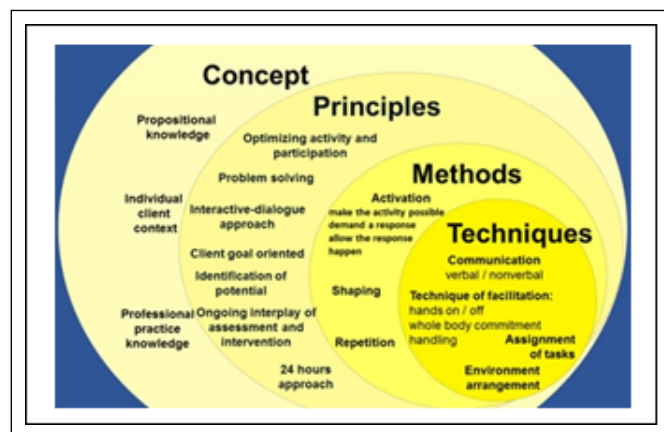 Concept
Propositional
knowledge
Individual
client
context
Professional
practice
knowledge
Principles
Optimizing activity and
participation
Problem solving
Interactive-dialogue
approach
Client goal oriented
Identification of
potential
Ongoing interplay of
assessment and
intervention
24 hours
approach
Methods
Activation
make the activity possible
demand a response
allow the response
happen
Shaping
Repetition
Techniques
Communication
verbal / nonverbal
Technique of facilitation:
hands on / off
whole body commitment
handling
Assignment
of tasks
Environment
arrangement